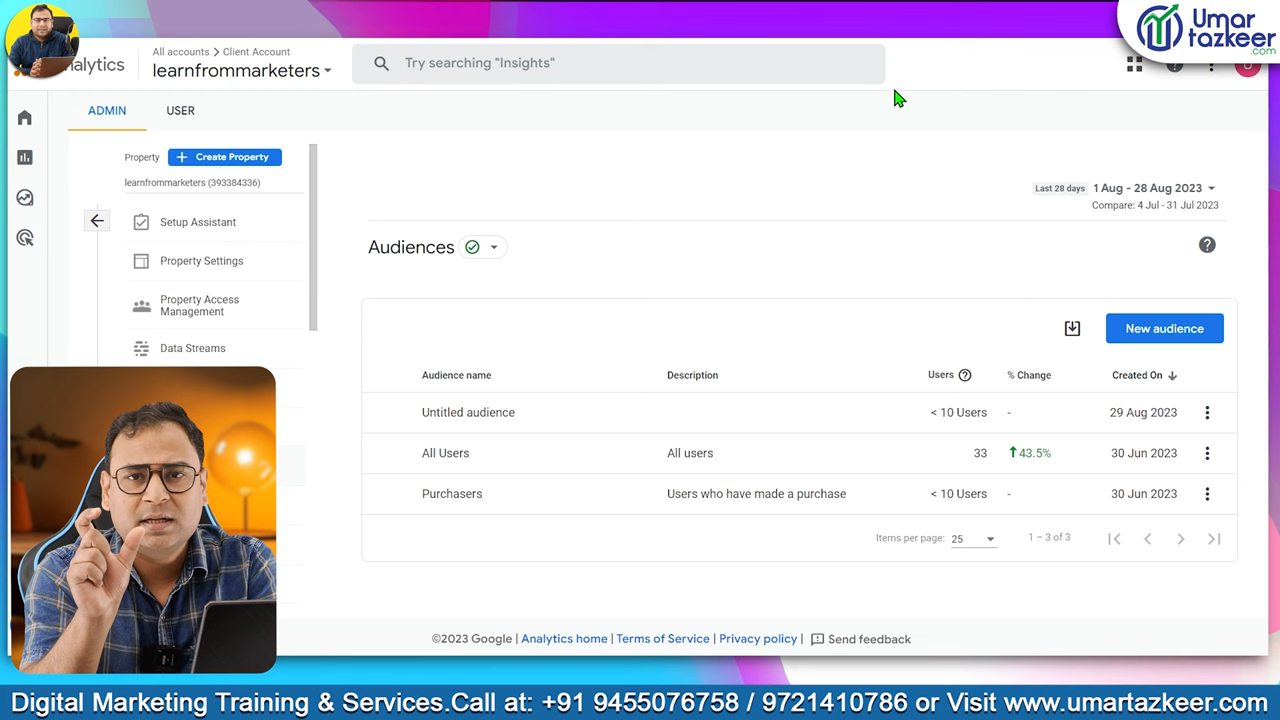 Umar
tazkeer
.com
All accounts > Client Account
alytics
learnfrommarketers
Try searching "Insights"
ADMIN
USER
Property
+ Create Property
learnfrommarketers (393384336)
Setup Assistant
Property Settings
Property Access
Management
Data Streams
Last 28 days 1 Aug - 28 Aug 2023
Compare: 4 Jul - 31 Jul 2023
Audiences
New audience
Audience name Description Users % Change Created On
Untitled audience < 10 Users - 29 Aug 2023
All Users All users 33 43.5% 30 Jun 2023
Purchasers Users who have made a purchase < 10 Users - 30 Jun 2023
Items per page: 25 1 – 3 of 3
©2023 Google | Analytics home | Terms of Service | Privacy policy | Send feedback
Digital Marketing Training & Services.Call at: +91 9455076758 / 9721410786 or Visit www.umartazkeer.com